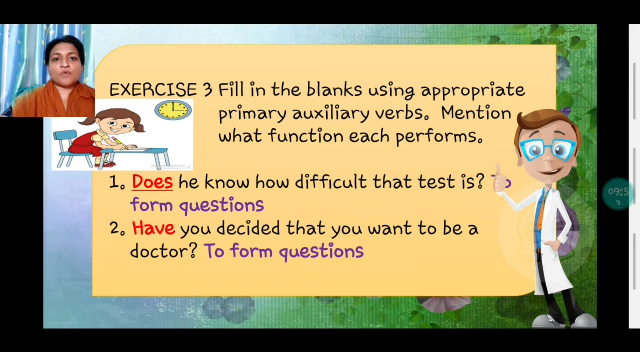 EXERCISE 3 Fill in the blanks using appropriate
primary auxiliary verbs. Mention
what function each performs.
1. Does he know how difficult that test is? To
form questions
2. Have you decided that you want to be a
doctor? To form questions